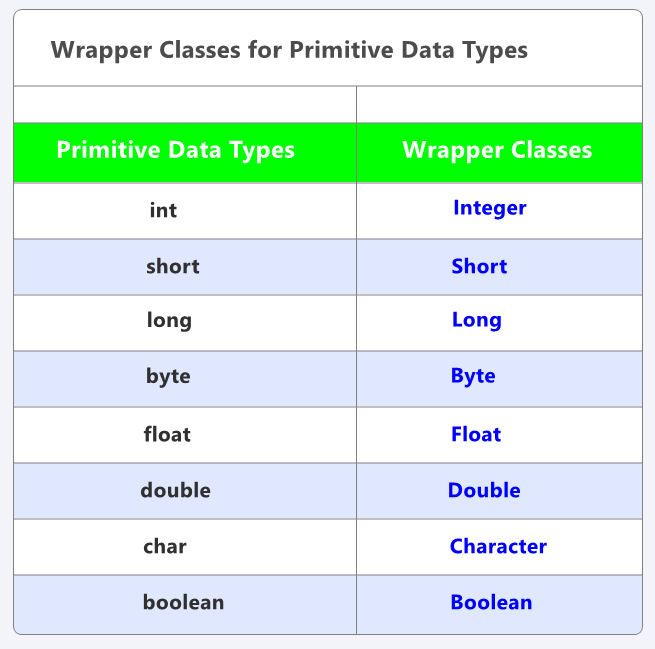 Wrapper Classes for Primitive Data Types
Primitive Data Types Wrapper Classes
int Integer
short Short
long Long
byte Byte
float Float
double Double
char Character
boolean Boolean